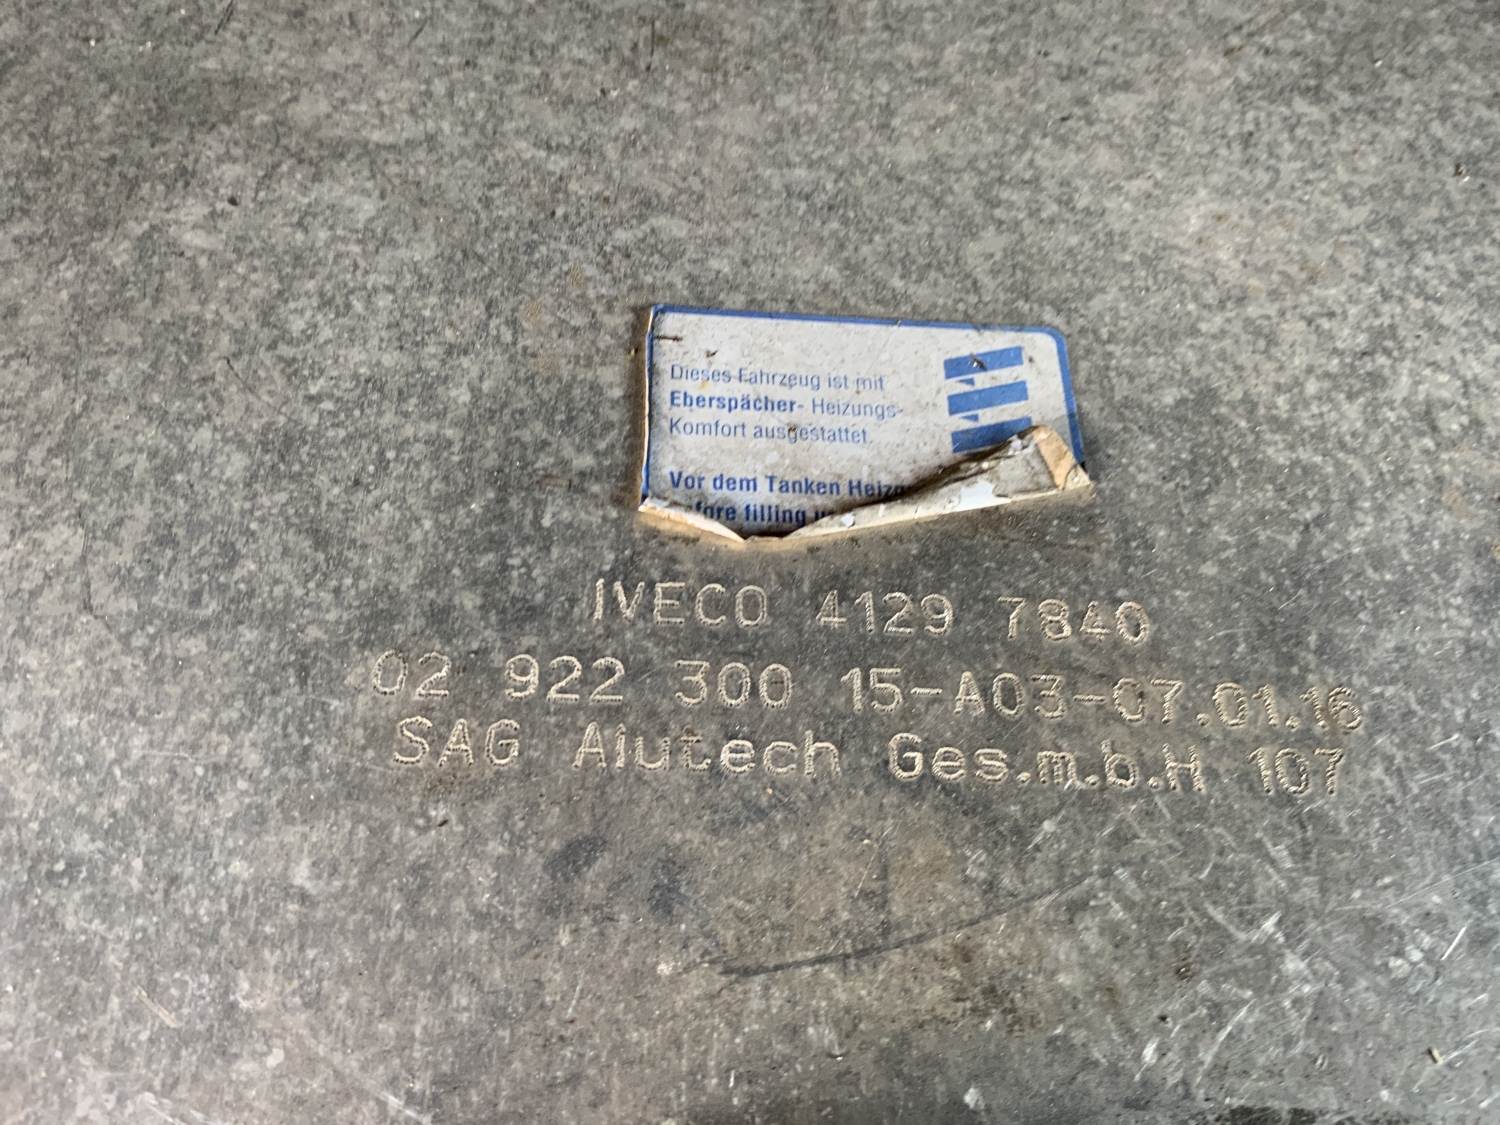 Dieses Fahrzeug ist mit
Eberspächer- Heizungs-
Komfort ausgestattet.
Vor dem Tanken
filling
IVECO 4129 7840
02 922 300 15-A03-07.01.16
SAG Alutech Ges.m.b.H 107